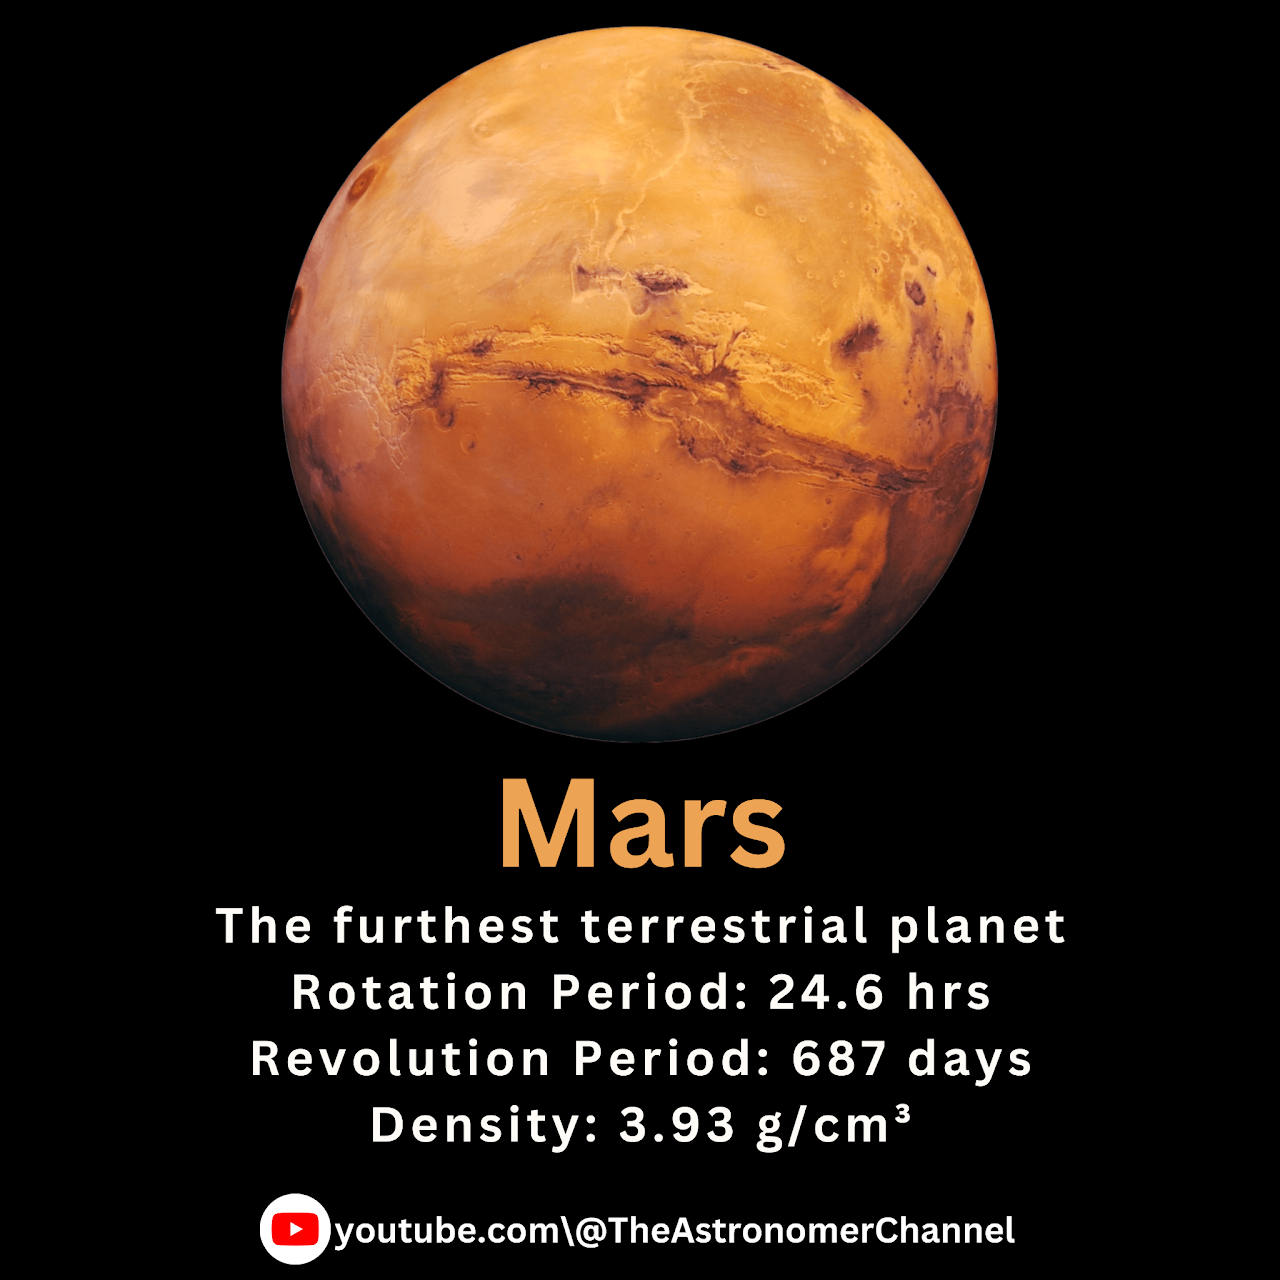 Mars
The furthest terrestrial planet
Rotation Period: 24.6 hrs
Revolution Period: 687 days
Density: 3.93 g/cm³
youtube.com\@TheAstronomerChannel